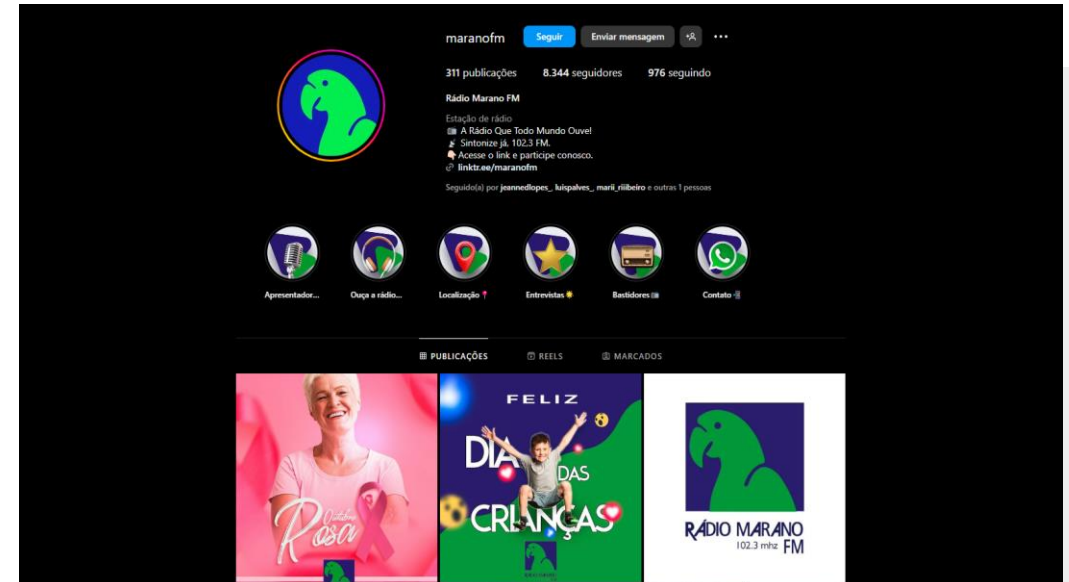 maranofm Seguir Enviar mensagem
311 publicações 8.344 seguidores 976 seguindo
Rádio Marano FM
Estação de rádio
📻 A Rádio Que Todo Mundo Ouve!
📡 Sintonize já, 102.3 FM.
👇🏻 Acesse o link e participe conosco.
linktr.ee/maranofm
Seguido(a) por jeannedlopes_, luispalves_, marii_riiibeiro e outras 1 pessoas
Apresentador... Ouça a rádio... Localização📍 Entrevistas🌟 Bastidores📻 Contato📲
PUBLICAÇÕES REELS MARCADOS
Outubro
Rosa
FELIZ
DIA
DAS
CRIANÇAS
RÁDIO MARANO
102.3 mhz FM